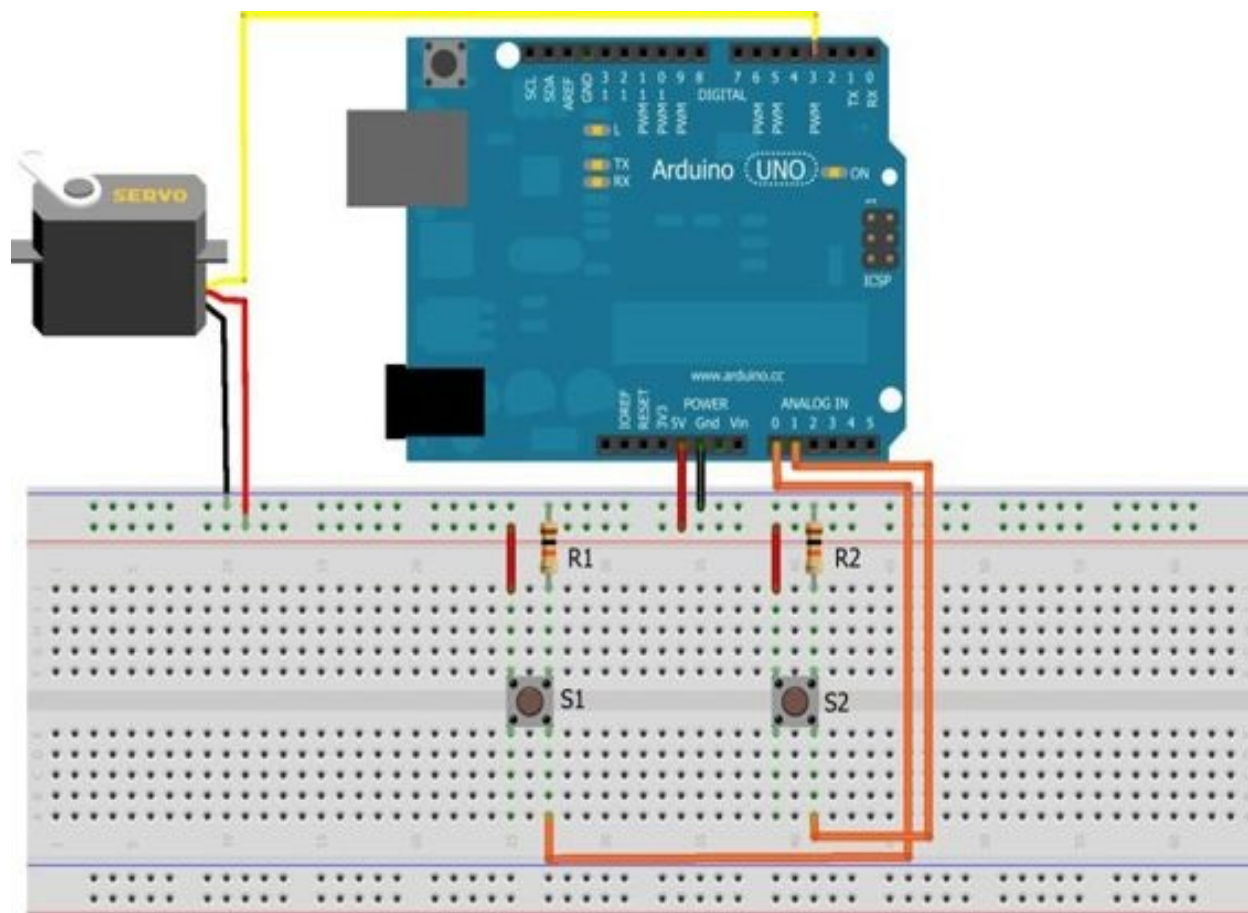 SCL
SDA
AREF
GND
13
12
PWM 11
PWM 10
PWM 9
8
DIGITAL
7
PWM 6
PWM 5
4
PWM 3
2
TX 1
RX 0
L
TX
RX
Arduino UNO
ON
1
ICSP
SERVO
www.arduino.cc
POWER
ANALOG IN
IOREF
RESET
3V3
5V
Gnd
Vin
0 1 2 3 4 5
R1
R2
S1
S2